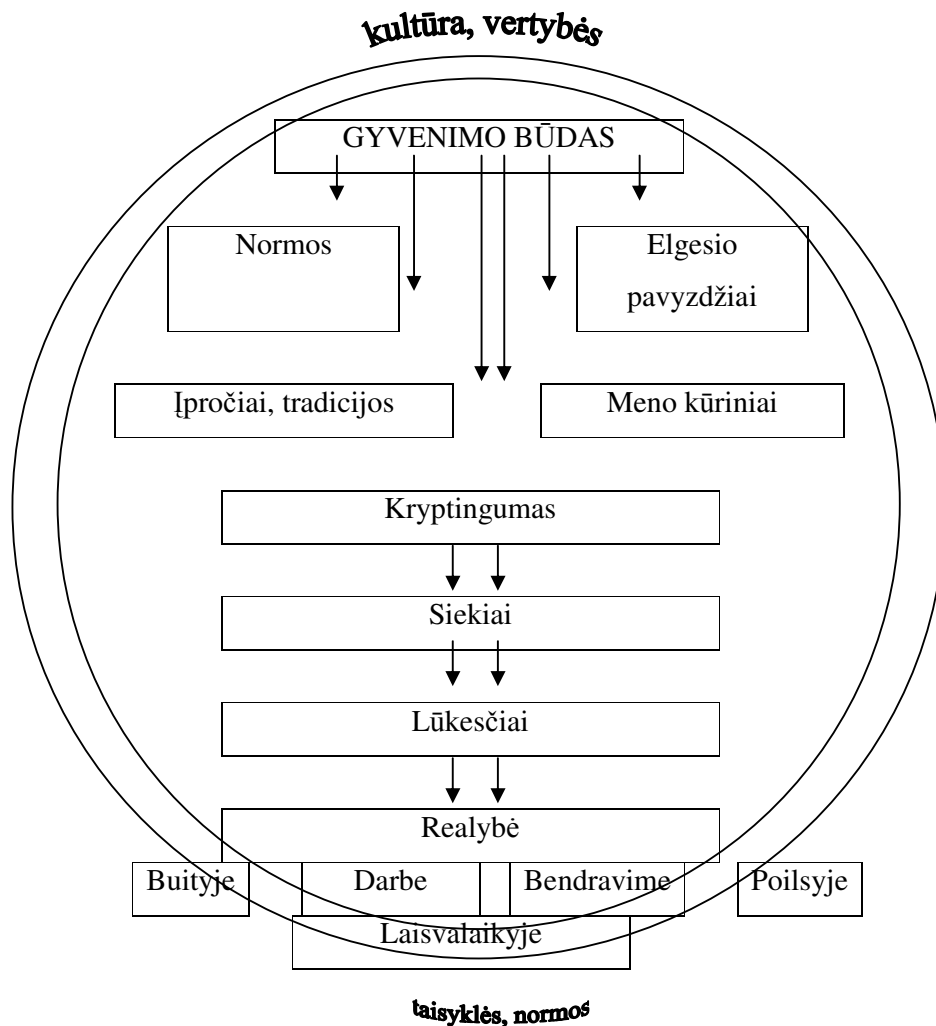 kultūra, vertybės
GYVENIMO BŪDAS
Normos
Elgesio
pavyzdžiai
Įpročiai, tradicijos
Meno kūriniai
Kryptingumas
Siekiai
Lūkesčiai
Realybė
Buityje
Darbe
Bendravime
Poilsyje
Laisvalaikyje
taisyklės, normos